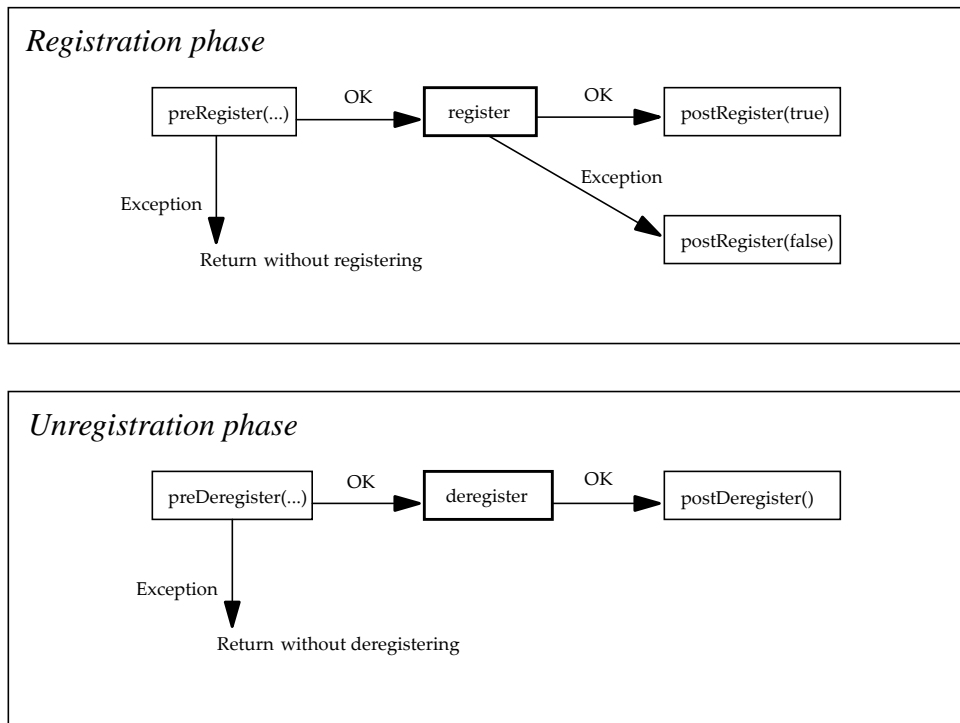 Registration phase
OK
OK
preRegister(...)
register
postRegister(true)
Exception
Exception
postRegister(false)
Return without registering
Unregistration phase
OK
OK
preDeregister(...)
deregister
postDeregister()
Exception
Return without deregistering